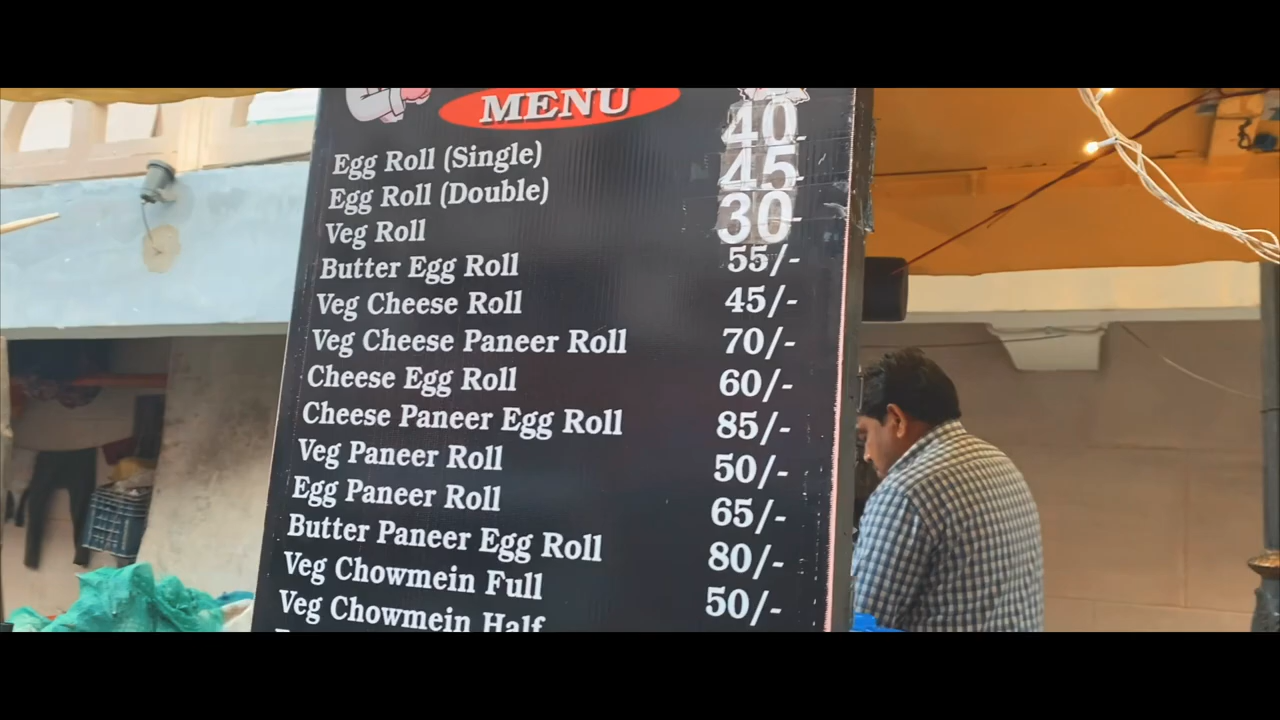 MENU
Egg Roll (Single) 40
Egg Roll (Double) 45
Veg Roll 30
Butter Egg Roll 55/-
Veg Cheese Roll 45/-
Veg Cheese Paneer Roll 70/-
Cheese Egg Roll 60/-
Cheese Paneer Egg Roll 85/-
Veg Paneer Roll 50/-
Egg Paneer Roll 65/-
Butter Paneer Egg Roll 80/-
Veg Chowmein Full 50/-
Veg Chowmein Half